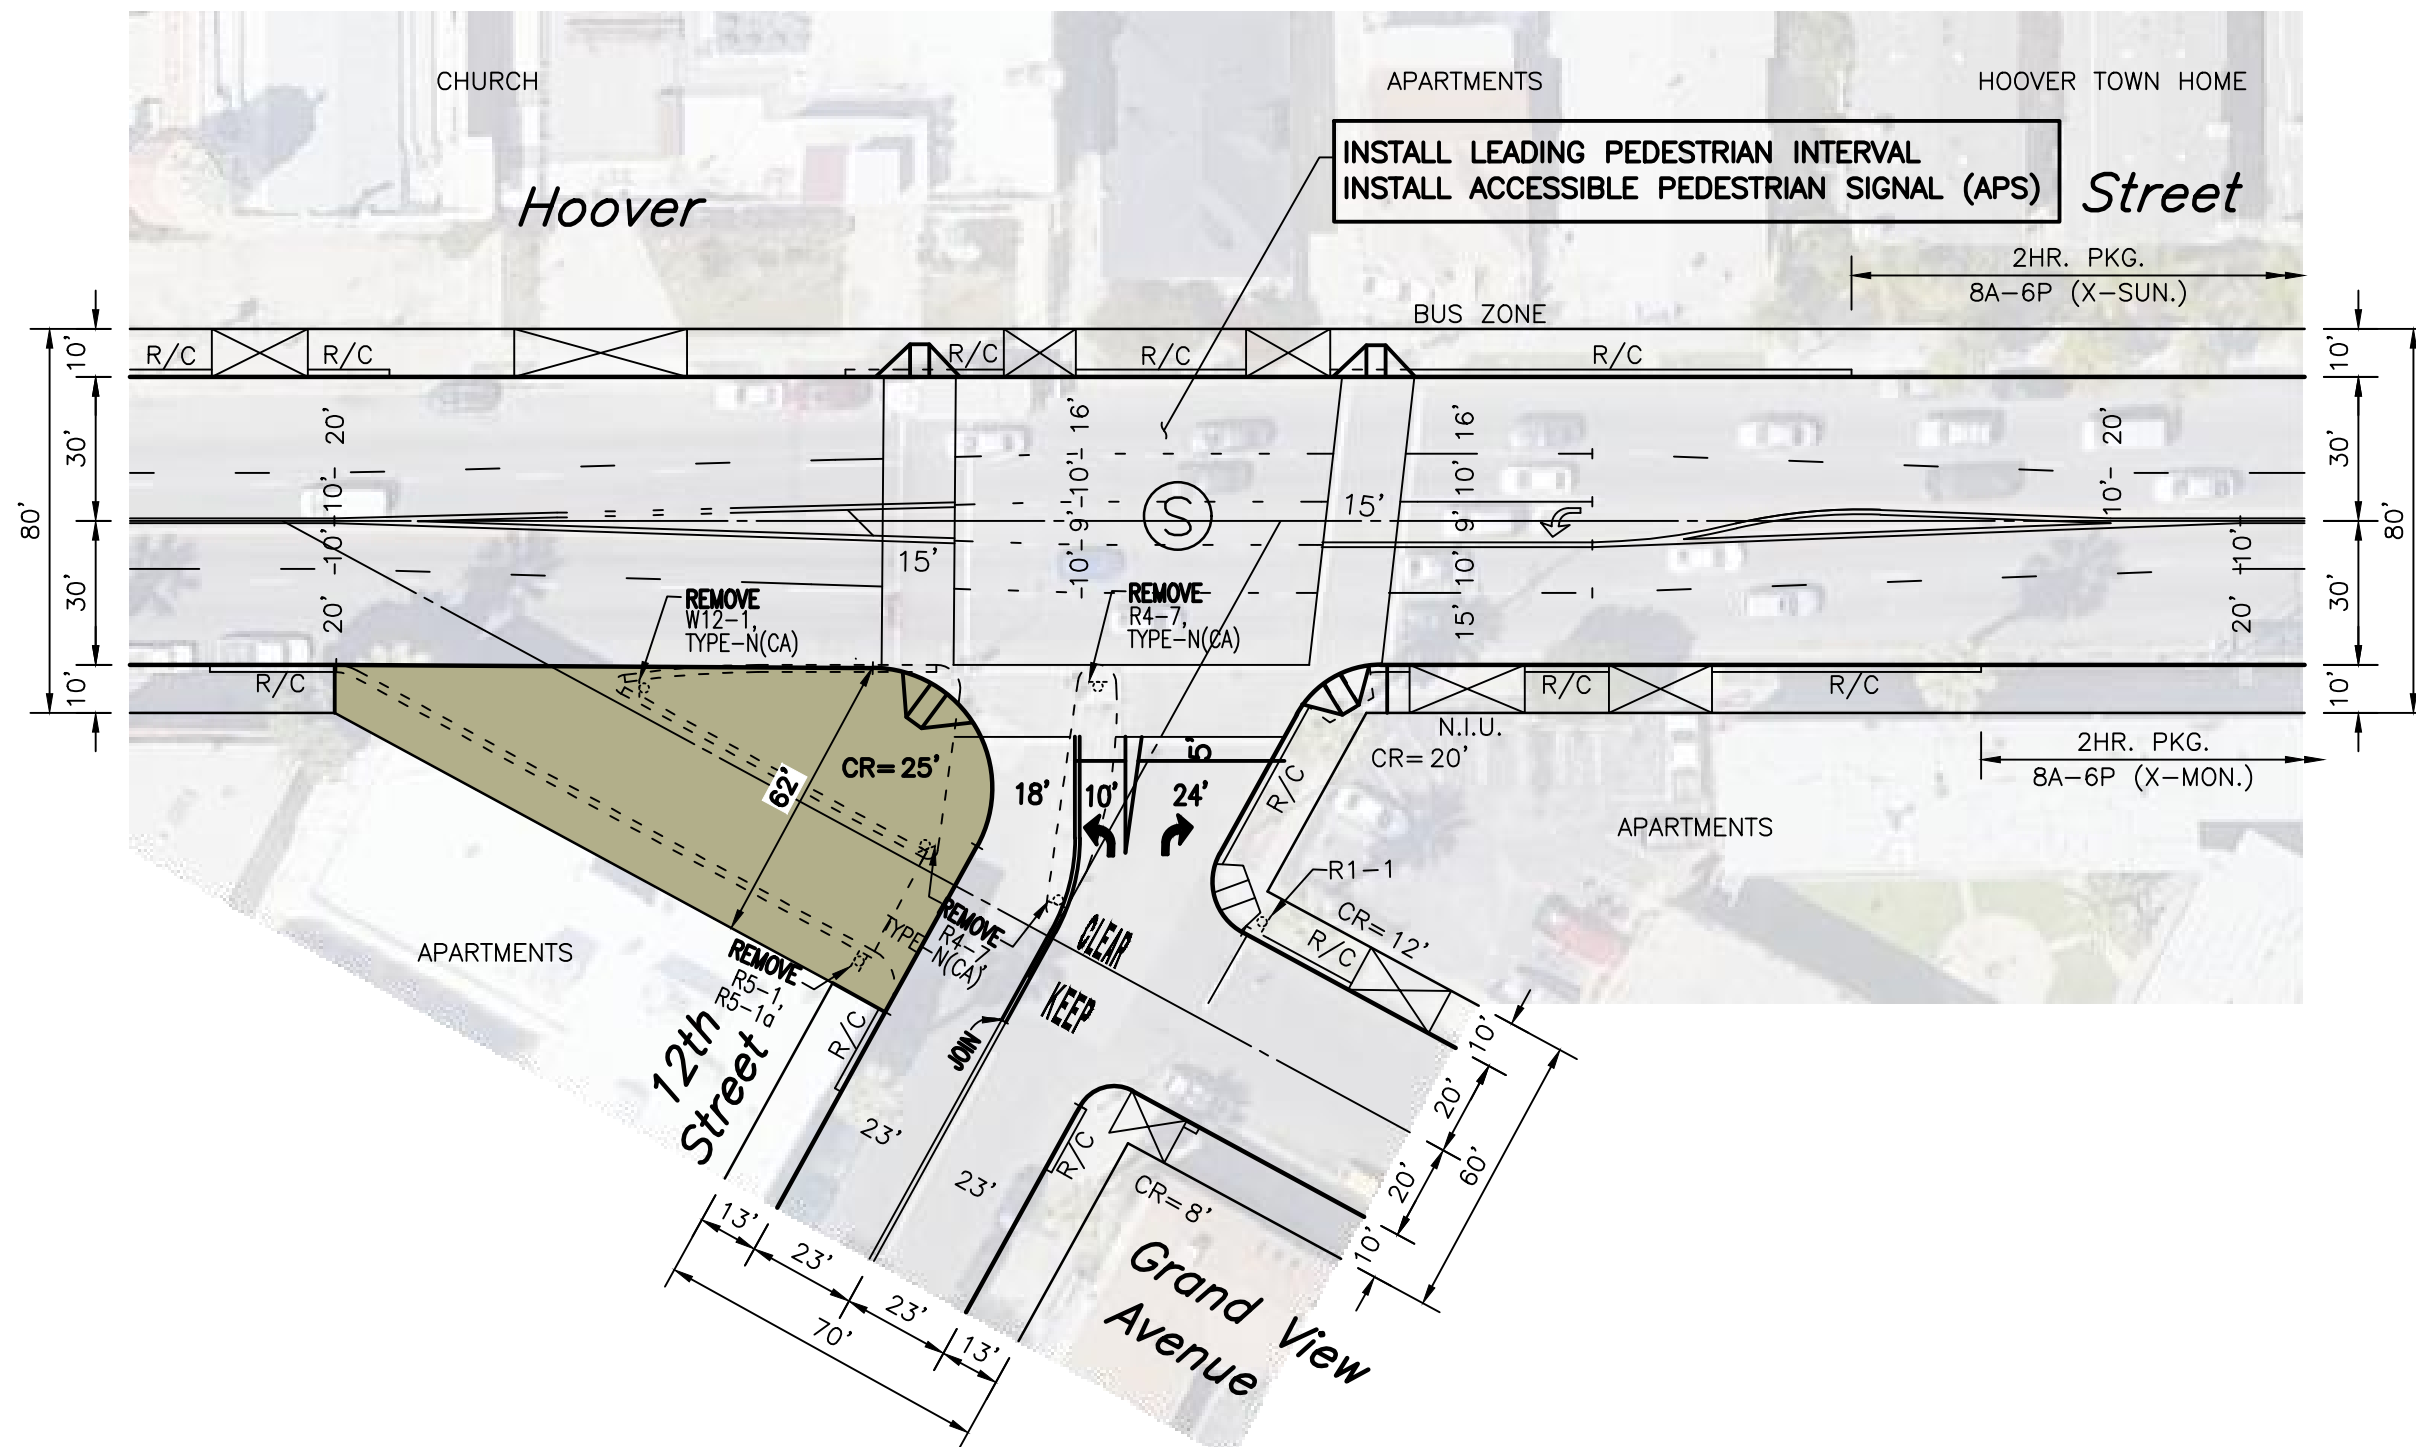 CHURCH
APARTMENTS
HOOVER TOWN HOME
INSTALL LEADING PEDESTRIAN INTERVAL
INSTALL ACCESSIBLE PEDESTRIAN SIGNAL (APS)
Hoover
Street
2HR. PKG.
8A-6P (X-SUN.)
BUS ZONE
R/C
R/C
R/C
R/C
R/C
10'
30'
30'
10'
80'
20'
10'
10'
20'
16'
10'
9'
10'
S
15'
15'
16'
10'
9'
10'
15'
20'
10'
10'
20'
10'
30'
30'
10'
80'
REMOVE
W12-1,
TYPE-N(CA)
REMOVE
R4-7,
TYPE-N(CA)
R/C
R/C
R/C
N.I.U.
CR=20'
2HR. PKG.
8A-6P (X-MON.)
CR=25'
62'
18'
10'
5'
24'
R/C
APARTMENTS
R1-1
CR=12'
R/C
APARTMENTS
REMOVE
R4-7,
TYPE-N(CA)
REMOVE
R5-1,
R5-1a
CLEAR
KEEP
JOIN
12th
Street
R/C
23'
23'
R/C
CR=8'
10'
20'
20'
10'
60'
13'
23'
23'
13'
70'
Grand View
Avenue